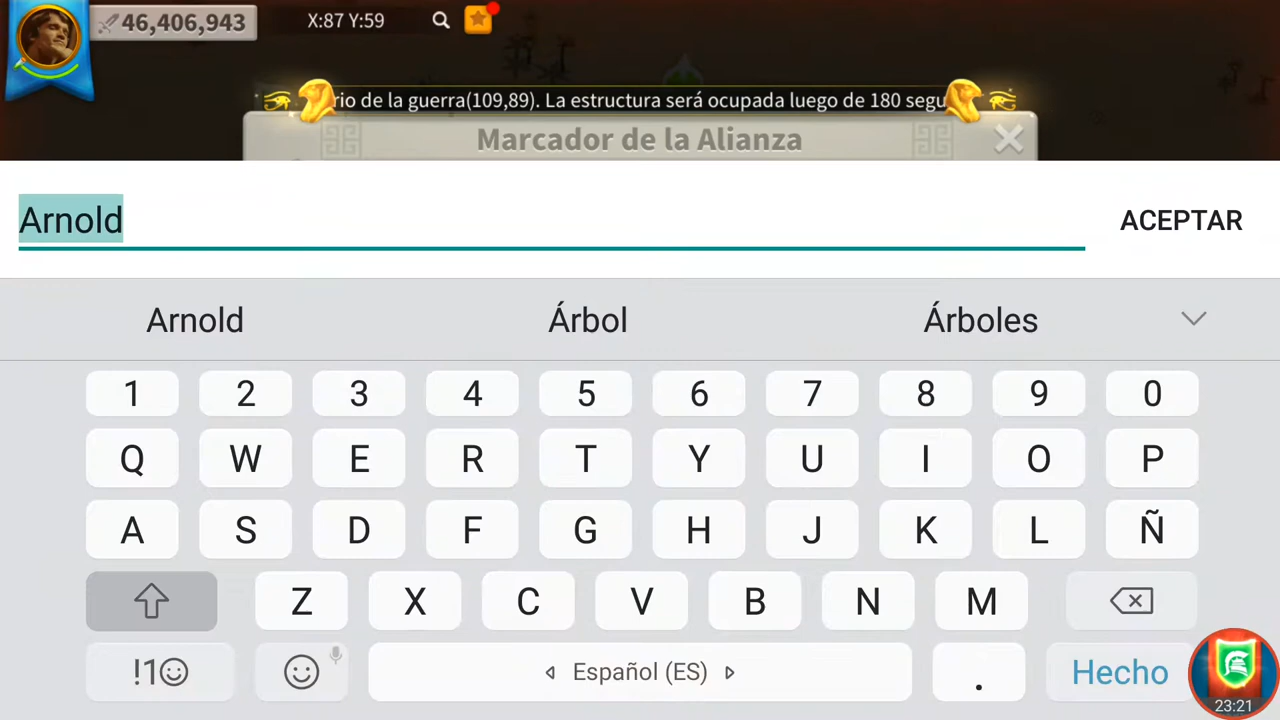 46,406,943
X:87 Y:59
rio de la guerra(109,89). La estructura será ocupada luego de 180 segu
Marcador de la Alianza
Arnold
ACEPTAR
Arnold Árbol Árboles
1 2 3 4 5 6 7 8 9 0
Q W E R T Y U I O P
A S D F G H J K L Ñ
Z X C V B N M
!1 Español (ES) . Hecho
23:21